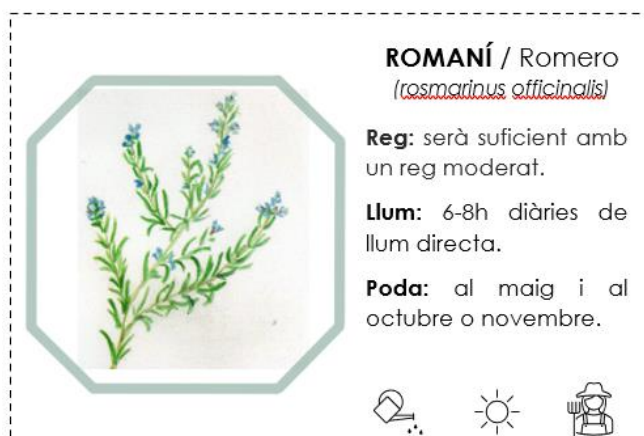 ROMANÍ / Romero
(rosmarinus officinalis)
Reg: serà suficient amb
un reg moderat.
Llum: 6-8h diàries de
llum directa.
Poda: al maig i al
octubre o novembre.